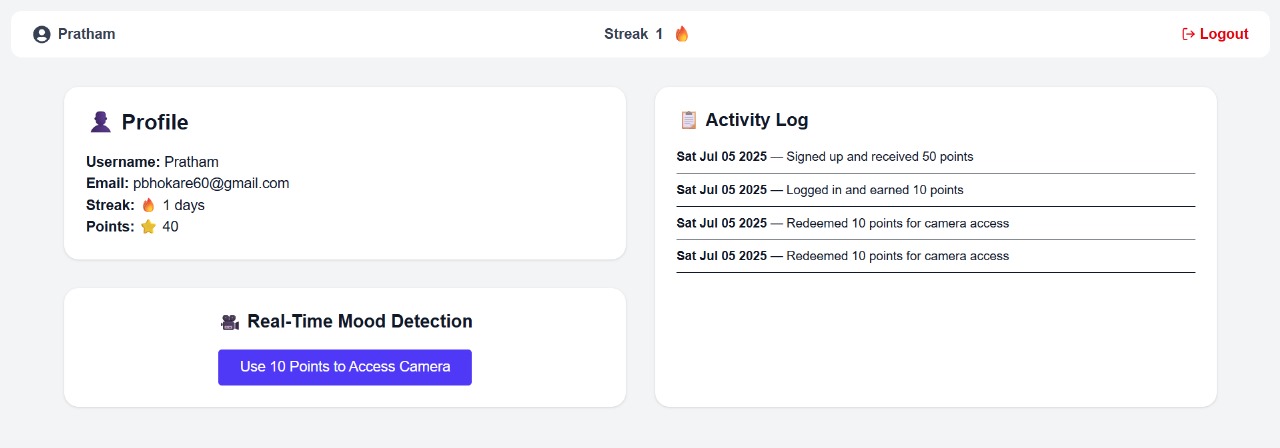 Pratham
Streak 1 🔥
Logout
👤 Profile
Username: Pratham
Email: pbhokare60@gmail.com
Streak: 🔥 1 days
Points: ⭐ 40
🎥 Real-Time Mood Detection
Use 10 Points to Access Camera
📋 Activity Log
Sat Jul 05 2025 — Signed up and received 50 points
Sat Jul 05 2025 — Logged in and earned 10 points
Sat Jul 05 2025 — Redeemed 10 points for camera access
Sat Jul 05 2025 — Redeemed 10 points for camera access